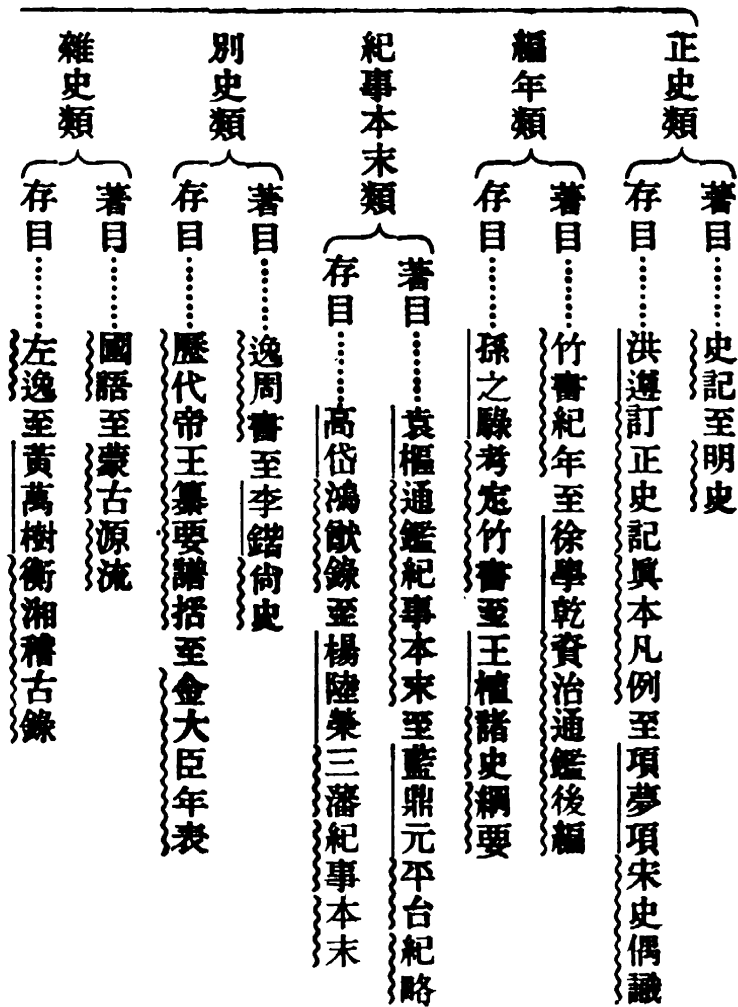 正史類
著目……史記至明史
存目……洪遵訂正史記眞本凡例至項夢項宋史偶識
編年類
著目……竹書紀年至徐學乾資治通鑑後編
存目……孫之騄考定竹書至王檀諸史綱要
紀事本末類
著目……袁樞通鑑紀事本末至藍鼎元平台紀略
存目……高岱鴻猷錄至楊陸榮三藩紀事本末
別史類
著目……逸周書至李鍇尙史
存目……歷代帝王纂要譜括至金大臣年表
雜史類
著目……國語至蒙古源流
存目……左逸至黃萬樹衡湘稽古錄